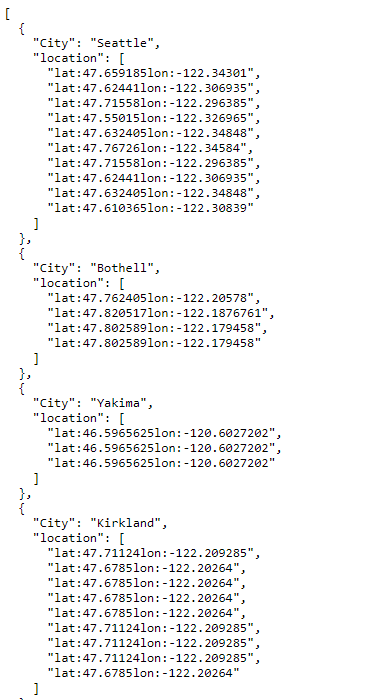 [
  {
    "City": "Seattle",
    "location": [
      "lat:47.659185lon:-122.34301",
      "lat:47.62441lon:-122.306935",
      "lat:47.71558lon:-122.296385",
      "lat:47.55015lon:-122.326965",
      "lat:47.632405lon:-122.34848",
      "lat:47.76726lon:-122.34584",
      "lat:47.71558lon:-122.296385",
      "lat:47.62441lon:-122.306935",
      "lat:47.632405lon:-122.34848",
      "lat:47.610365lon:-122.30839"
    ]
  },
  {
    "City": "Bothell",
    "location": [
      "lat:47.762405lon:-122.20578",
      "lat:47.820517lon:-122.1876761",
      "lat:47.802589lon:-122.179458",
      "lat:47.802589lon:-122.179458"
    ]
  },
  {
    "City": "Yakima",
    "location": [
      "lat:46.5965625lon:-120.6027202",
      "lat:46.5965625lon:-120.6027202",
      "lat:46.5965625lon:-120.6027202"
    ]
  },
  {
    "City": "Kirkland",
    "location": [
      "lat:47.71124lon:-122.209285",
      "lat:47.6785lon:-122.20264",
      "lat:47.6785lon:-122.20264",
      "lat:47.6785lon:-122.20264",
      "lat:47.6785lon:-122.20264",
      "lat:47.71124lon:-122.209285",
      "lat:47.71124lon:-122.209285",
      "lat:47.71124lon:-122.209285",
      "lat:47.6785lon:-122.20264"
    ]
  },